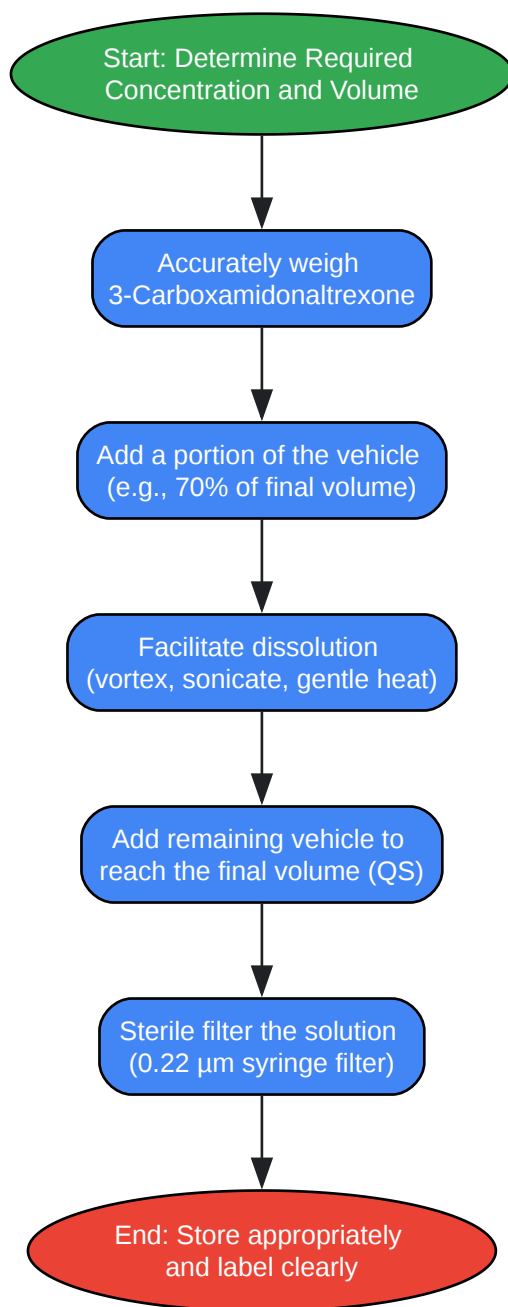 Start: Determine Required
Concentration and Volume
Accurately weigh
3-Carboxamidonaltrexone
Add a portion of the vehicle
(e.g., 70% of final volume)
Facilitate dissolution
(vortex, sonicate, gentle heat)
Add remaining vehicle to
reach the final volume (QS)
Sterile filter the solution
(0.22 µm syringe filter)
End: Store appropriately
and label clearly